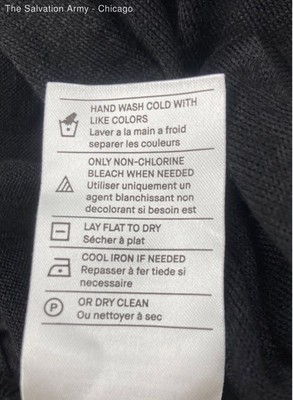 The Salvation Army - Chicago
HAND WASH COLD WITH
LIKE COLORS
Laver a la main a froid
separer les couleurs
ONLY NON-CHLORINE
BLEACH WHEN NEEDED
Utiliser uniquement un
agent blanchissant non
decolorant si besoin est
LAY FLAT TO DRY
Sécher à plat
COOL IRON IF NEEDED
Repasser à fer tiede si
necessaire
P
OR DRY CLEAN
Ou nettoyer à sec